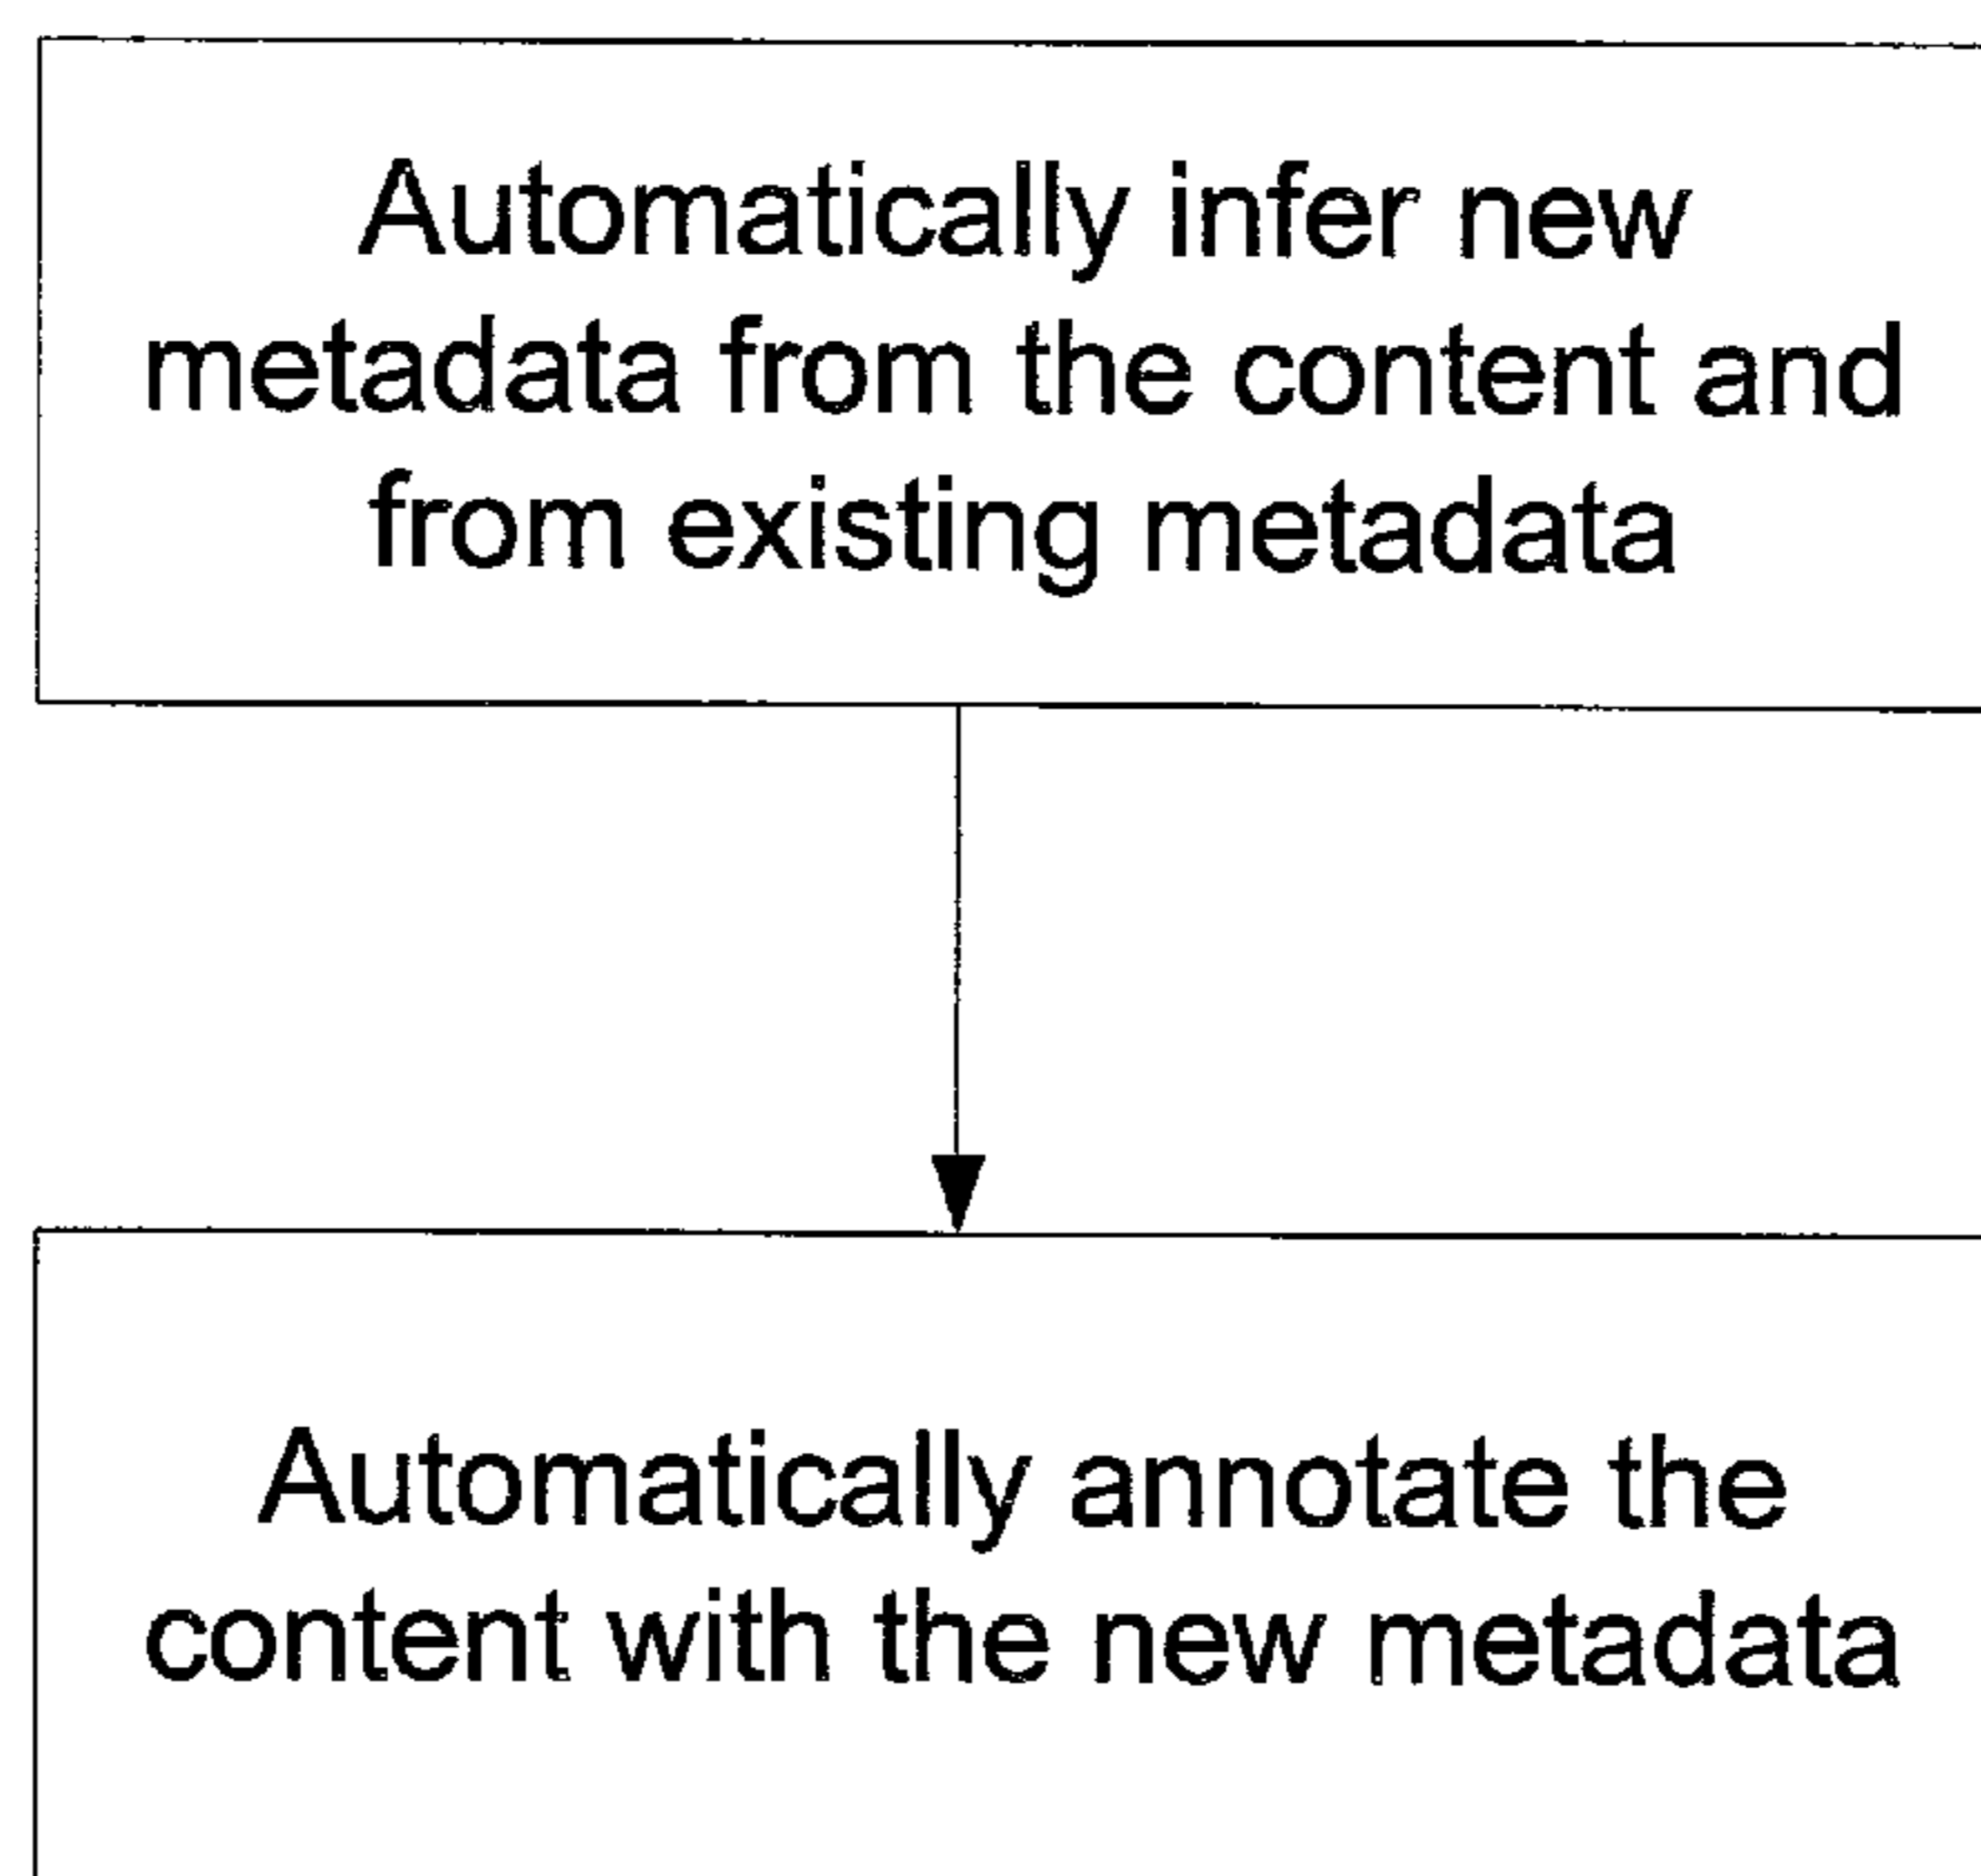 Automatically infer new
metadata from the content and
from existing metadata
Automatically annotate the
content with the new metadata